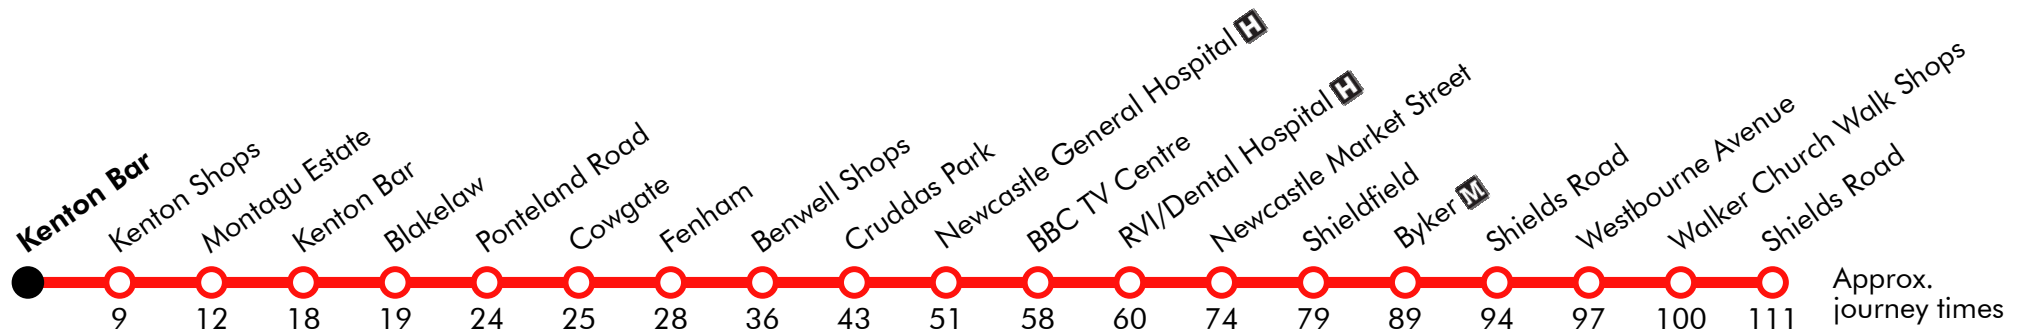 Kenton Bar
Kenton Shops
Montagu Estate
Kenton Bar
Blakelaw
Ponteland Road
Cowgate
Fenham
Benwell Shops
Cruddas Park
Newcastle General Hospital H
BBC TV Centre
RVI/Dental Hospital H
Newcastle Market Street
Shieldfield
Byker M
Shields Road
Westbourne Avenue
Walker Church Walk Shops
Shields Road
9 12 18 19 24 25 28 36 43 51 58 60 74 79 89 94 97 100 111
Approx.
journey times